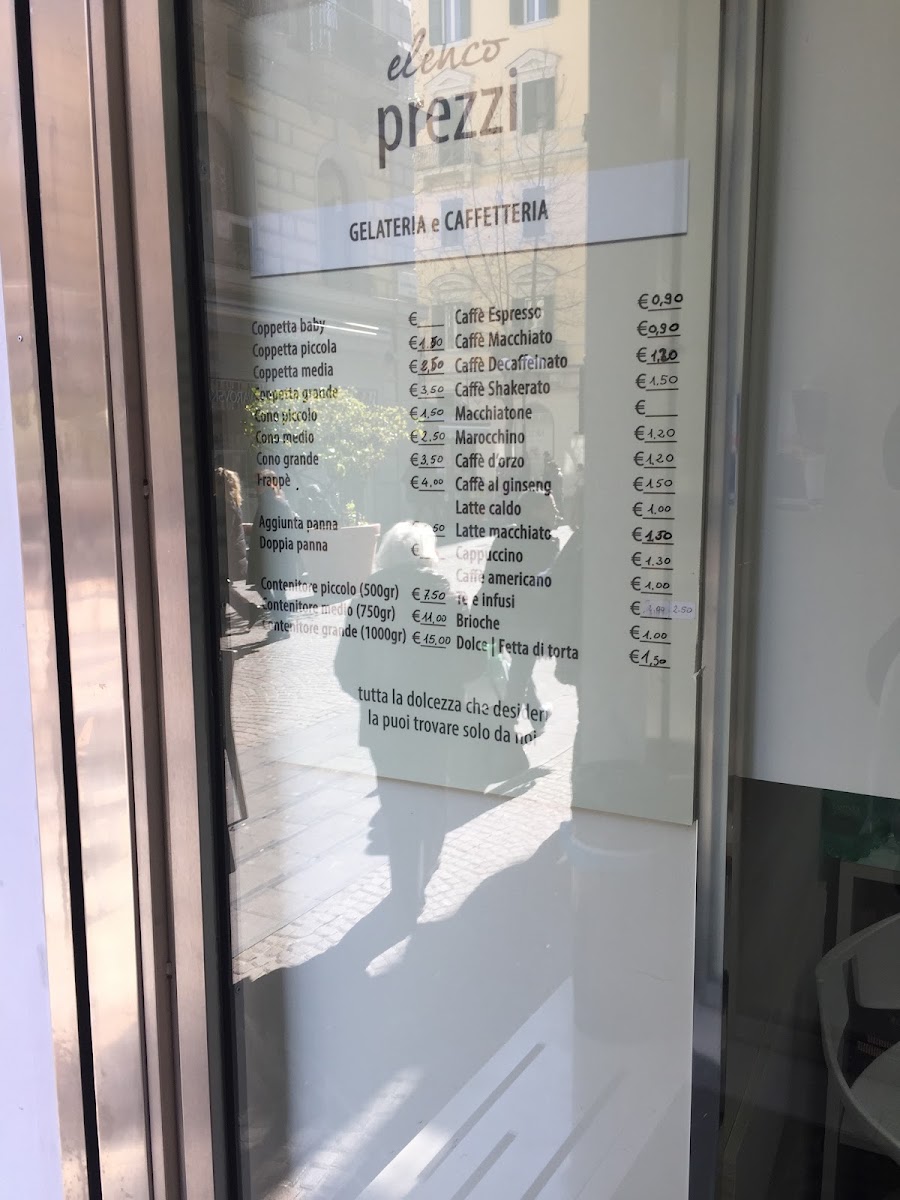 elenco
prezzi
GELATERIA e CAFFETTERIA
Coppetta baby €
Coppetta piccola €1.50
Coppetta media €2,50
Coppetta grande €3,50
Cono piccolo €1,50
Cono medio €2,50
Cono grande €3,50
Frappè €4,00
Aggiunta panna 50
Doppia panna €
Contenitore piccolo (500gr) €7.50
Contenitore medio (750gr) €11,00
Contenitore grande (1000gr) €15,00
Caffè Espresso €0,90
Caffè Macchiato €0,90
Caffè Decaffeinato €1,20
Caffè Shakerato €1,50
Macchiatone €
Marocchino €1.20
Caffè d'orzo €1.20
Caffè al ginseng €1.50
Latte caldo €1.00
Latte macchiato €1,50
Cappuccino €1.30
Caffè americano €1.00
Tè e infusi € 2.50
Brioche €1.00
Dolce | Fetta di torta €1,50
tutta la dolcezza che desideri
la puoi trovare solo da noi